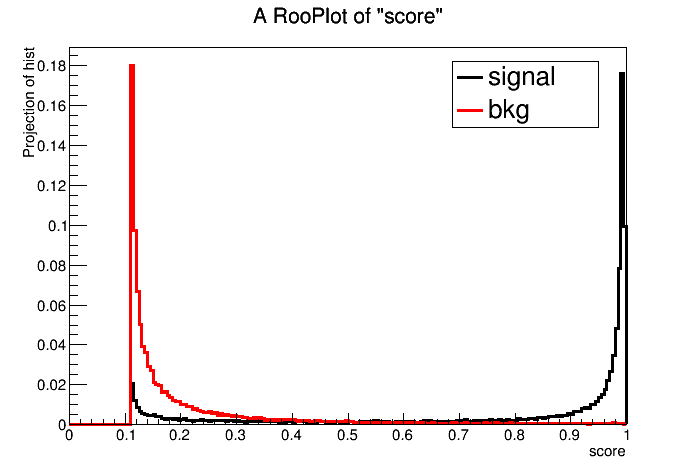 A RooPlot of "score"
Projection of hist
0.18
0.16
0.14
0.12
0.1
0.08
0.06
0.04
0.02
0
signal
bkg
0 0.1 0.2 0.3 0.4 0.5 0.6 0.7 0.8 0.9 1
score